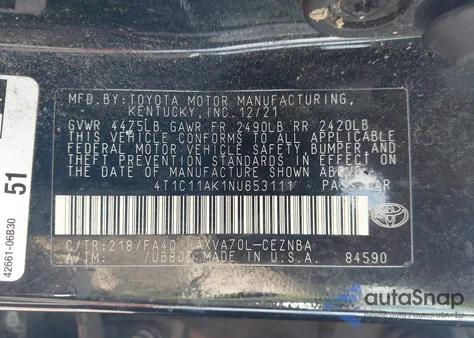 MFD.BY:TOYOTA MOTOR MANUFACTURING,
KENTUCKY,INC.12/21
GVWR 4475LB GAWR FR 2490LB RR 2420LB
THIS VEHICLE CONFORMS TO ALL APPLICABLE
FEDERAL MOTOR VEHICLE SAFETY,BUMPER,AND
THEFT PREVENTION STANDARDS IN EFFECT ON THE
DATE OF MANUFACTURE SHOWN ABOVE.
4T1C11AK1NU653111 PASS.CAR
C/TR:218/FA40 AXVA70L-CEZNBA
A/TM: /UB80E MADE IN U.S.A. 84590
51
42661-06B30
autoSnap